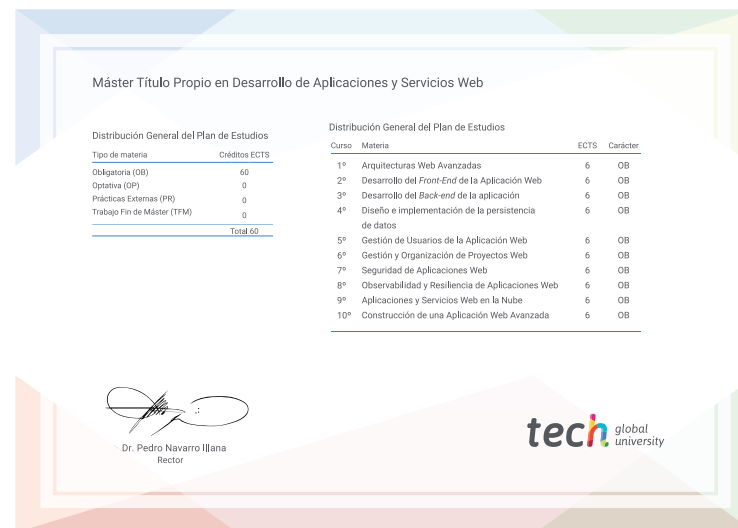 Máster Título Propio en Desarrollo de Aplicaciones y Servicios Web
Distribución General del Plan de Estudios
Tipo de materia Créditos ECTS
Obligatoria (OB) 60
Optativa (OP) 0
Prácticas Externas (PR) 0
Trabajo Fin de Máster (TFM) 0
Total 60
Distribución General del Plan de Estudios
Curso Materia ECTS Carácter
1º Arquitecturas Web Avanzadas 6 OB
2º Desarrollo del Front-End de la Aplicación Web 6 OB
3º Desarrollo del Back-end de la aplicación 6 OB
4º Diseño e implementación de la persistencia 6 OB
de datos
5º Gestión de Usuarios de la Aplicación Web 6 OB
6º Gestión y Organización de Proyectos Web 6 OB
7º Seguridad de Aplicaciones Web 6 OB
8º Observabilidad y Resiliencia de Aplicaciones Web 6 OB
9º Aplicaciones y Servicios Web en la Nube 6 OB
10º Construcción de una Aplicación Web Avanzada 6 OB
Dr. Pedro Navarro Illana
Rector
tech global
university